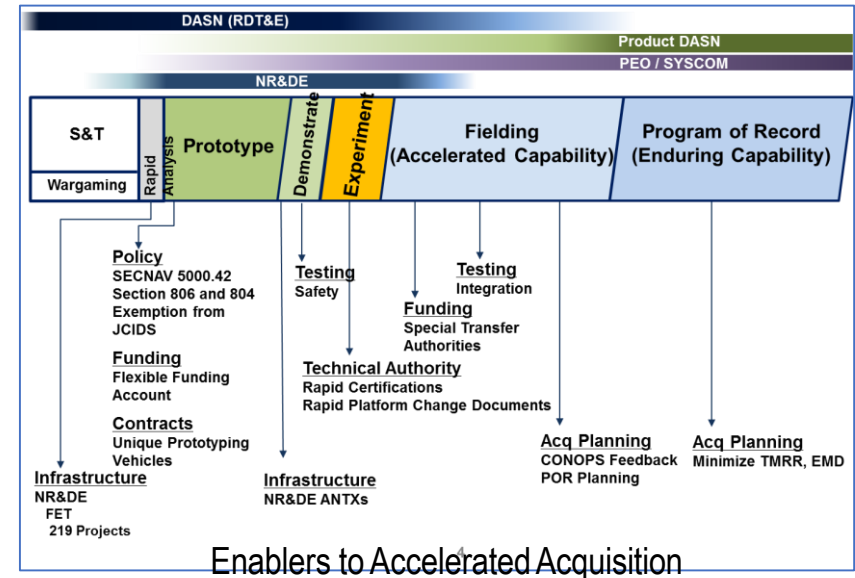 DASN (RDT&E)
Product DASN
PEO / SYSCOM
NR&DE
S&T
Wargaming
Rapid
Analysis
Prototype
Demonstrate
Experiment
Fielding
(Accelerated Capability)
Program of Record
(Enduring Capability)
Policy
SECNAV 5000.42
Section 806 and 804
Exemption from
JCIDS
Funding
Flexible Funding
Account
Contracts
Unique Prototyping
Vehicles
Infrastructure
NR&DE
FET
219 Projects
Testing
Safety
Technical Authority
Rapid Certifications
Rapid Platform Change Documents
Infrastructure
NR&DE ANTXs
Funding
Special Transfer
Authorities
Testing
Integration
Acq Planning
CONOPS Feedback
POR Planning
Acq Planning
Minimize TMRR, EMD
4
Enablers to Accelerated Acquisition